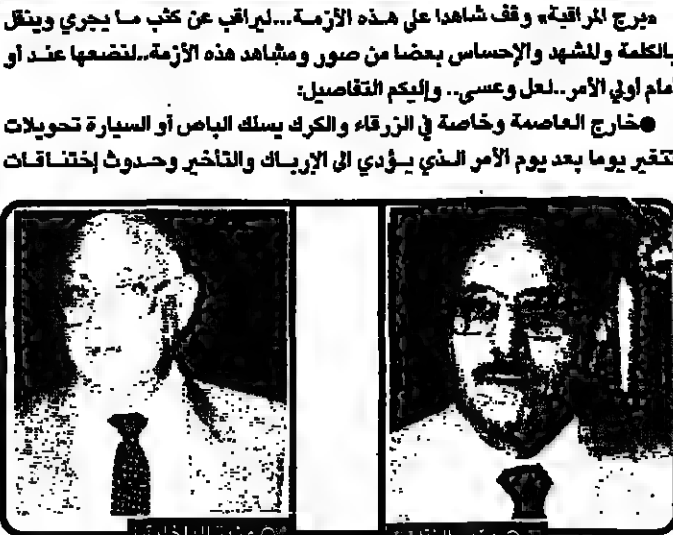 «برج المراقبة» وقف شاهدا على هذه الأزمة...ليراقب عن كثب ما يجري وينقل
بالكلمة والمشهد والإحساس بعضا من صور ومشاهد هذه الأزمة..لنضعها عند أو
أمام أولي الأمر..لعل وعسى.. وإليكم التفاصيل:
●خارج العاصمة وخاصة في الزرقاء والكرك يسلك الباص أو السيارة تحويلات
تتغير يوما بعد يوم الأمر الذي يؤدي الى الإرباك والتأخير وحدوث إختناقات